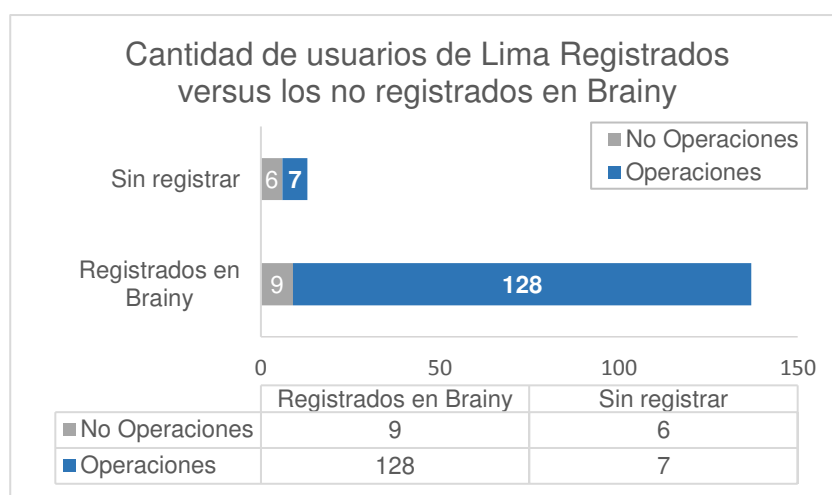 Cantidad de usuarios de Lima Registrados
versus los no registrados en Brainy
No Operaciones
Operaciones
Sin registrar
6 7
Registrados en
Brainy
9 128
0 50 100 150
Registrados en Brainy Sin registrar
No Operaciones 9 6
Operaciones 128 7